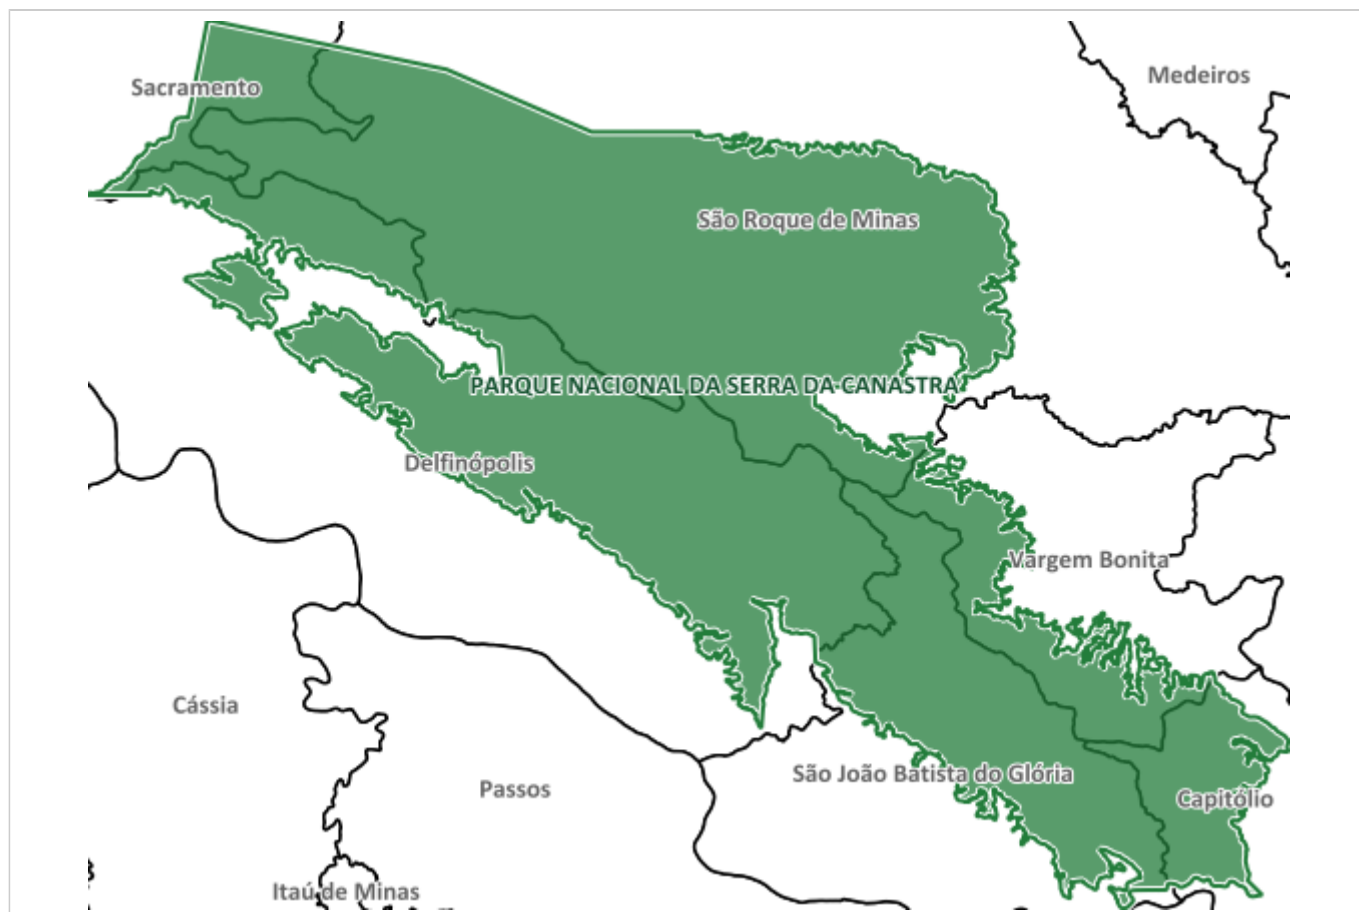 Medeiros
Sacramento
São Roque de Minas
PARQUE NACIONAL DA SERRA DA CANASTRA
Delfinópolis
Vargem Bonita
Cássia
São João Batista do Glória
Passos
Capitólio
Itaú de Minas